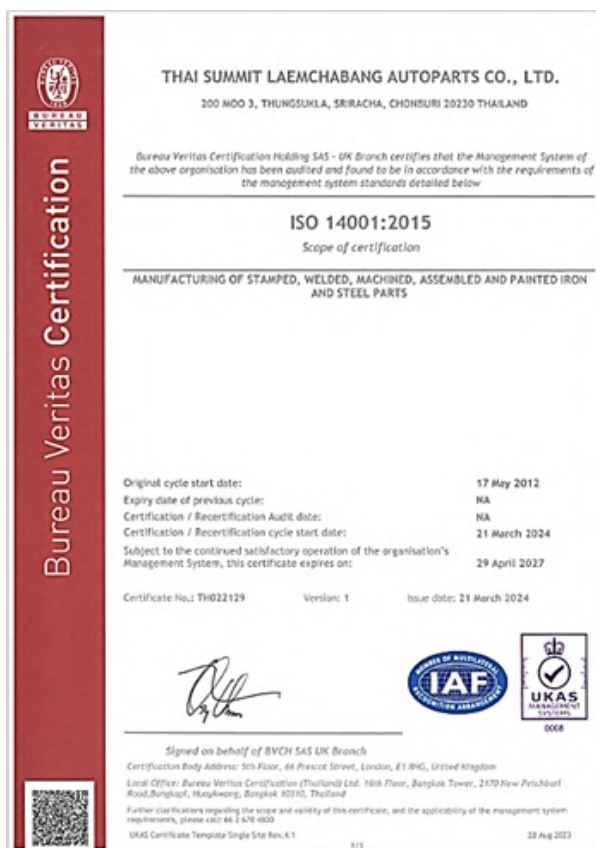 BUREAU
VERITAS
Bureau Veritas Certification
THAI SUMMIT LAEMCHABANG AUTOPARTS CO., LTD.
200 MOO 3, THUNGSUKLA, SRIRACHA, CHONBURI 20230 THAILAND
Bureau Veritas Certification Holding SAS - UK Branch certifies that the Management System of
the above organisation has been audited and found to be in accordance with the requirements of
the management system standards detailed below
ISO 14001:2015
Scope of certification
MANUFACTURING OF STAMPED, WELDED, MACHINED, ASSEMBLED AND PAINTED IRON
AND STEEL PARTS
Original cycle start date: 17 May 2012
Expiry date of previous cycle: NA
Certification / Recertification Audit date: NA
Certification / Recertification cycle start date: 21 March 2024
Subject to the continued satisfactory operation of the organisation's
Management System, this certificate expires on: 29 April 2027
Certificate No.: TH022129 Version: 1 Issue date: 21 March 2024
MEMBER OF MULTILATERAL
IAF
RECOGNITION ARRANGEMENT
UKAS
MANAGEMENT
SYSTEMS
0008
Signed on behalf of BVCH SAS UK Branch
Certification Body Address: 5th Floor, 66 Prescot Street, London, E1 8HG, United Kingdom
Local Office: Bureau Veritas Certification (Thailand) Ltd. 16th Floor, Bangkok Tower, 2170 New Petchburi
Road, Bangkapi, Huaykwang, Bangkok 10310, Thailand
Further clarifications regarding the scope and validity of this certificate, and the applicability of the management system
requirements, please call: 66 2 670 4800
UKAS Certificate Template Single Site Rev.4.1 23 Aug 2023
1/1